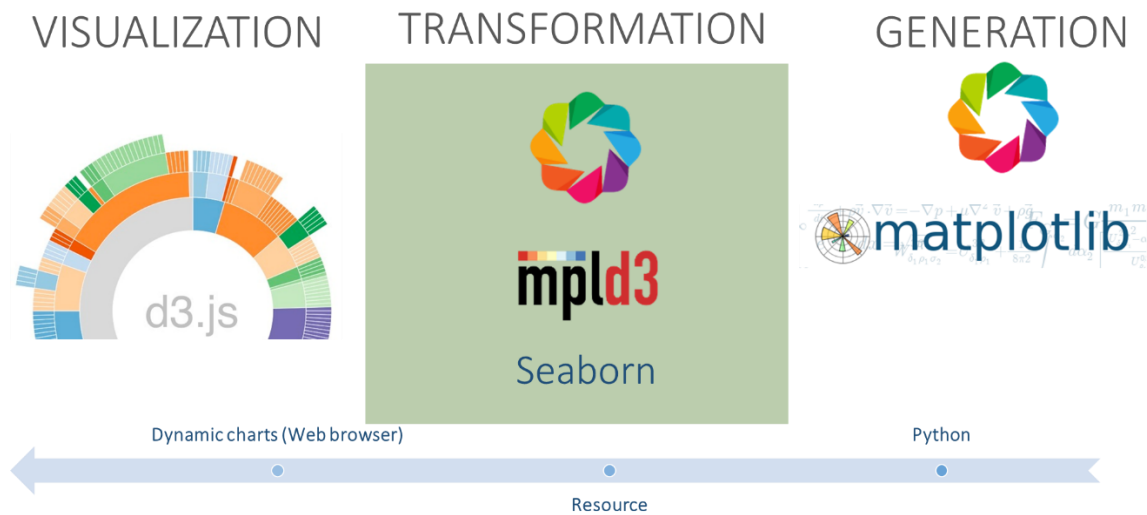 VISUALIZATION
TRANSFORMATION
GENERATION
d3.js
mpld3
Seaborn
matplotlib
Dynamic charts (Web browser)
Python
Resource